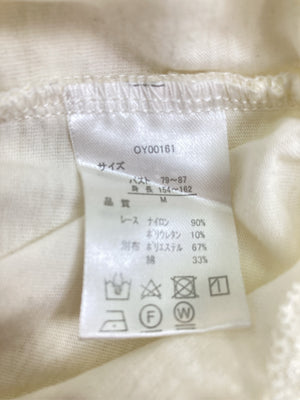 OY00161
サイズ
バスト 79~87
身長 154~162
M
品質
レース ナイロン 90%
ポリウレタン 10%
別布 ポリエステル 67%
綿 33%
F W